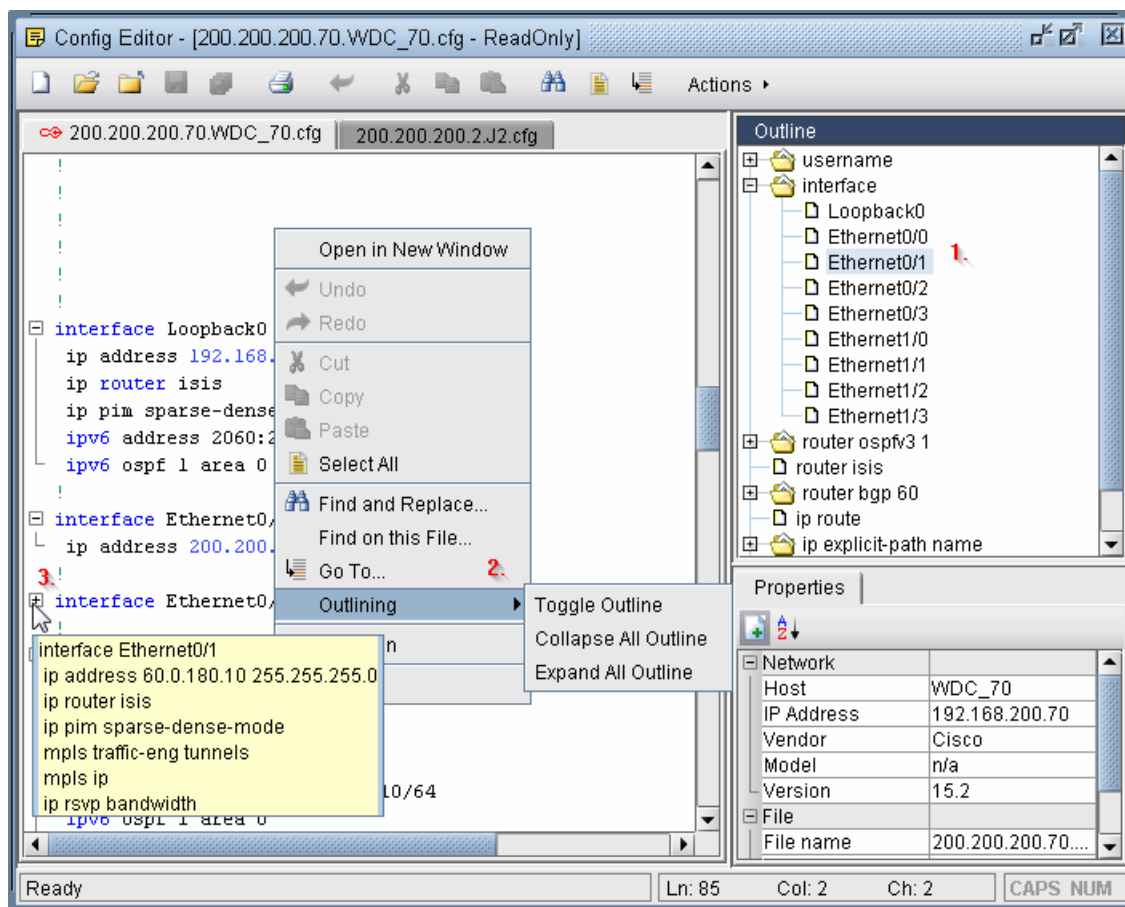 Config Editor - [200.200.200.70.WDC_70.cfg - ReadOnly]
Actions
200.200.200.70.WDC_70.cfg
200.200.200.2.J2.cfg
!
!
!
!
!
!
interface Loopback0
ip address 192.168.
ip router isis
ip pim sparse-dense
ipv6 address 2060:2
ipv6 ospf 1 area 0
!
interface Ethernet0/
ip address 200.200.
3.
!
interface Ethernet0/
!
interface Ethernet0/1
ip address 60.0.180.10 255.255.255.0
ip router isis
ip pim sparse-dense-mode
mpls traffic-eng tunnels
mpls ip
ip rsvp bandwidth
10/64
ipv6 ospf 1 area 0
Open in New Window
Undo
Redo
Cut
Copy
Paste
Select All
Find and Replace...
Find on this File...
Go To...
2.
Outlining
n
Toggle Outline
Collapse All Outline
Expand All Outline
Outline
username
interface
Loopback0
Ethernet0/0
1.
Ethernet0/1
Ethernet0/2
Ethernet0/3
Ethernet1/0
Ethernet1/1
Ethernet1/2
Ethernet1/3
router ospfv3 1
router isis
router bgp 60
ip route
ip explicit-path name
Properties
Network
Host WDC_70
IP Address 192.168.200.70
Vendor Cisco
Model n/a
Version 15.2
File
File name 200.200.200.70....
Ready
Ln: 85 Col: 2 Ch: 2
CAPS NUM